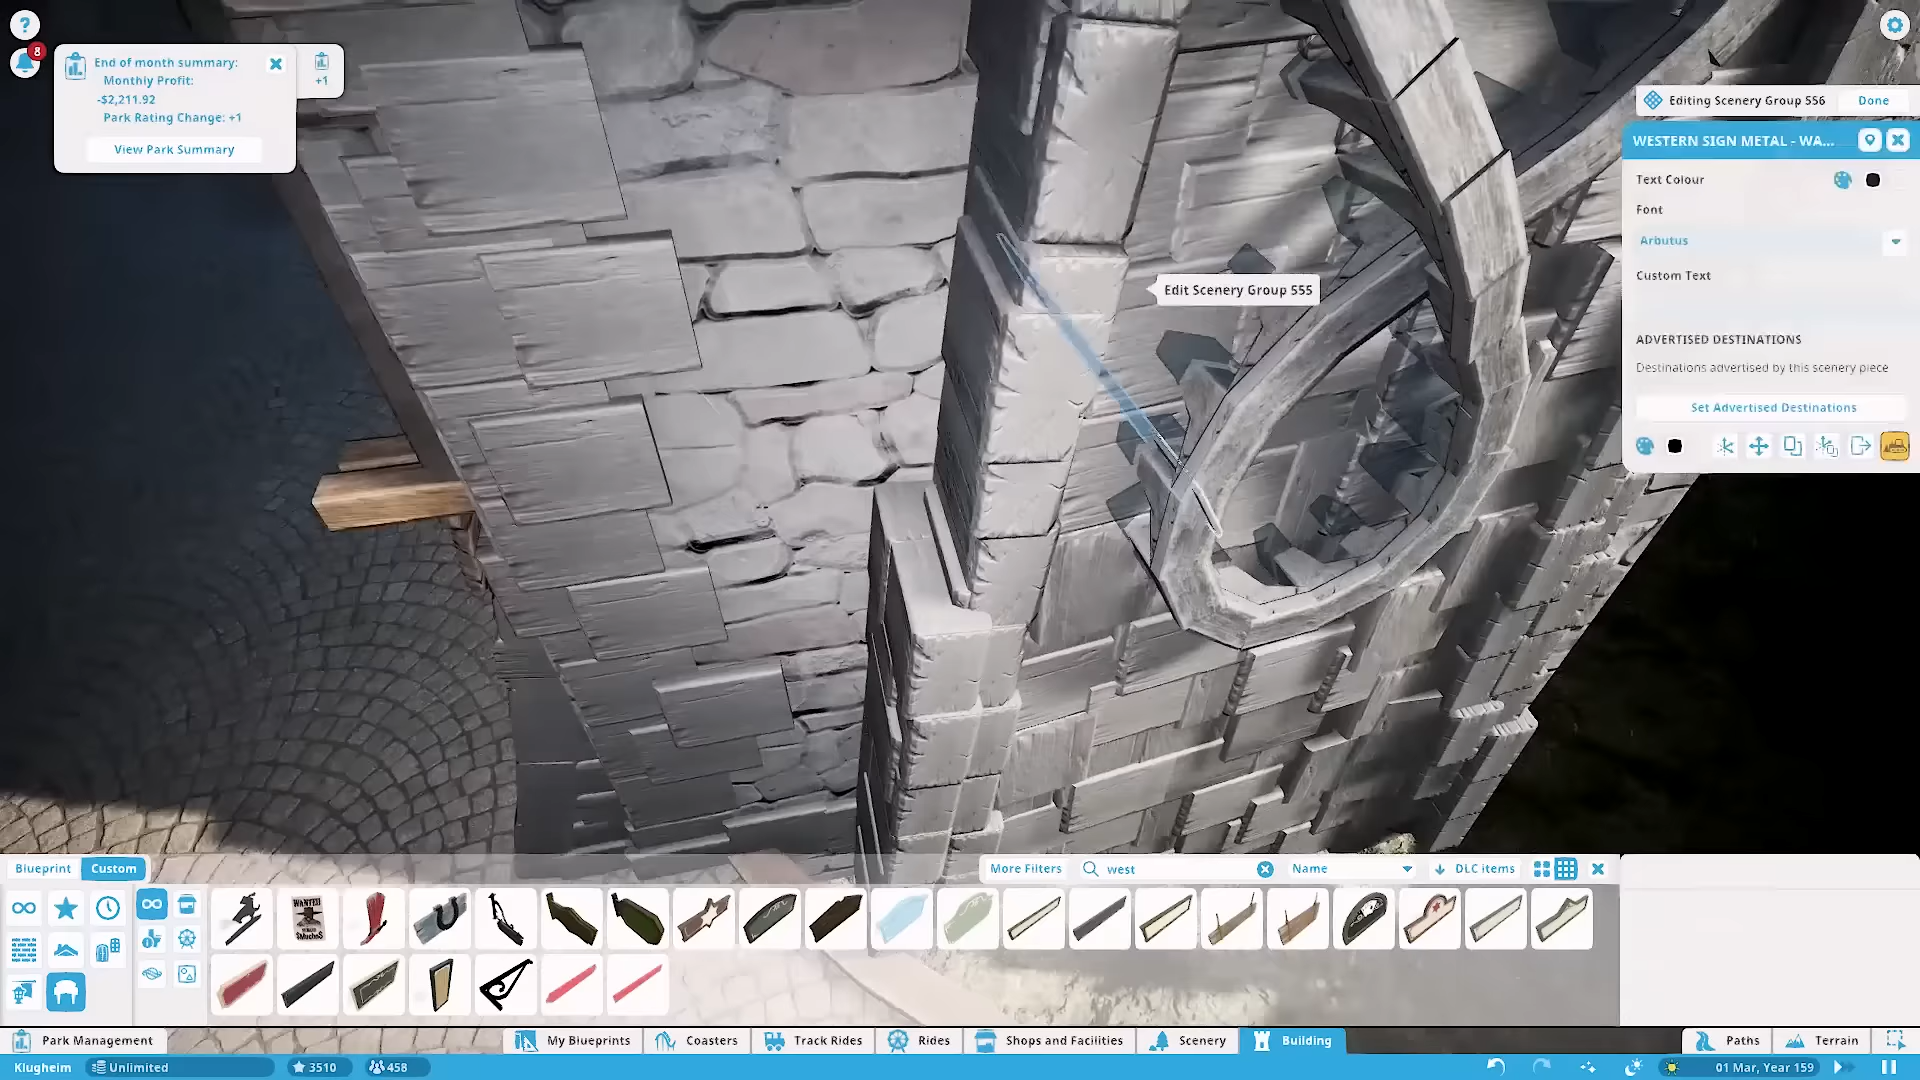 ?
8
End of month summary:
Monthly Profit:
-$2,211.92
Park Rating Change: +1
View Park Summary
+1
Editing Scenery Group 556
Done
WESTERN SIGN METAL - WA...
Text Colour
Font
Arbutus
Custom Text
ADVERTISED DESTINATIONS
Destinations advertised by this scenery piece
Set Advertised Destinations
Edit Scenery Group 555
Blueprint
Custom
More Filters
west
Name
DLC items
WANTED
Park Management
My Blueprints
Coasters
Track Rides
Rides
Shops and Facilities
Scenery
Building
Paths
Terrain
Klugheim
Unlimited
3510
458
01 Mar, Year 159